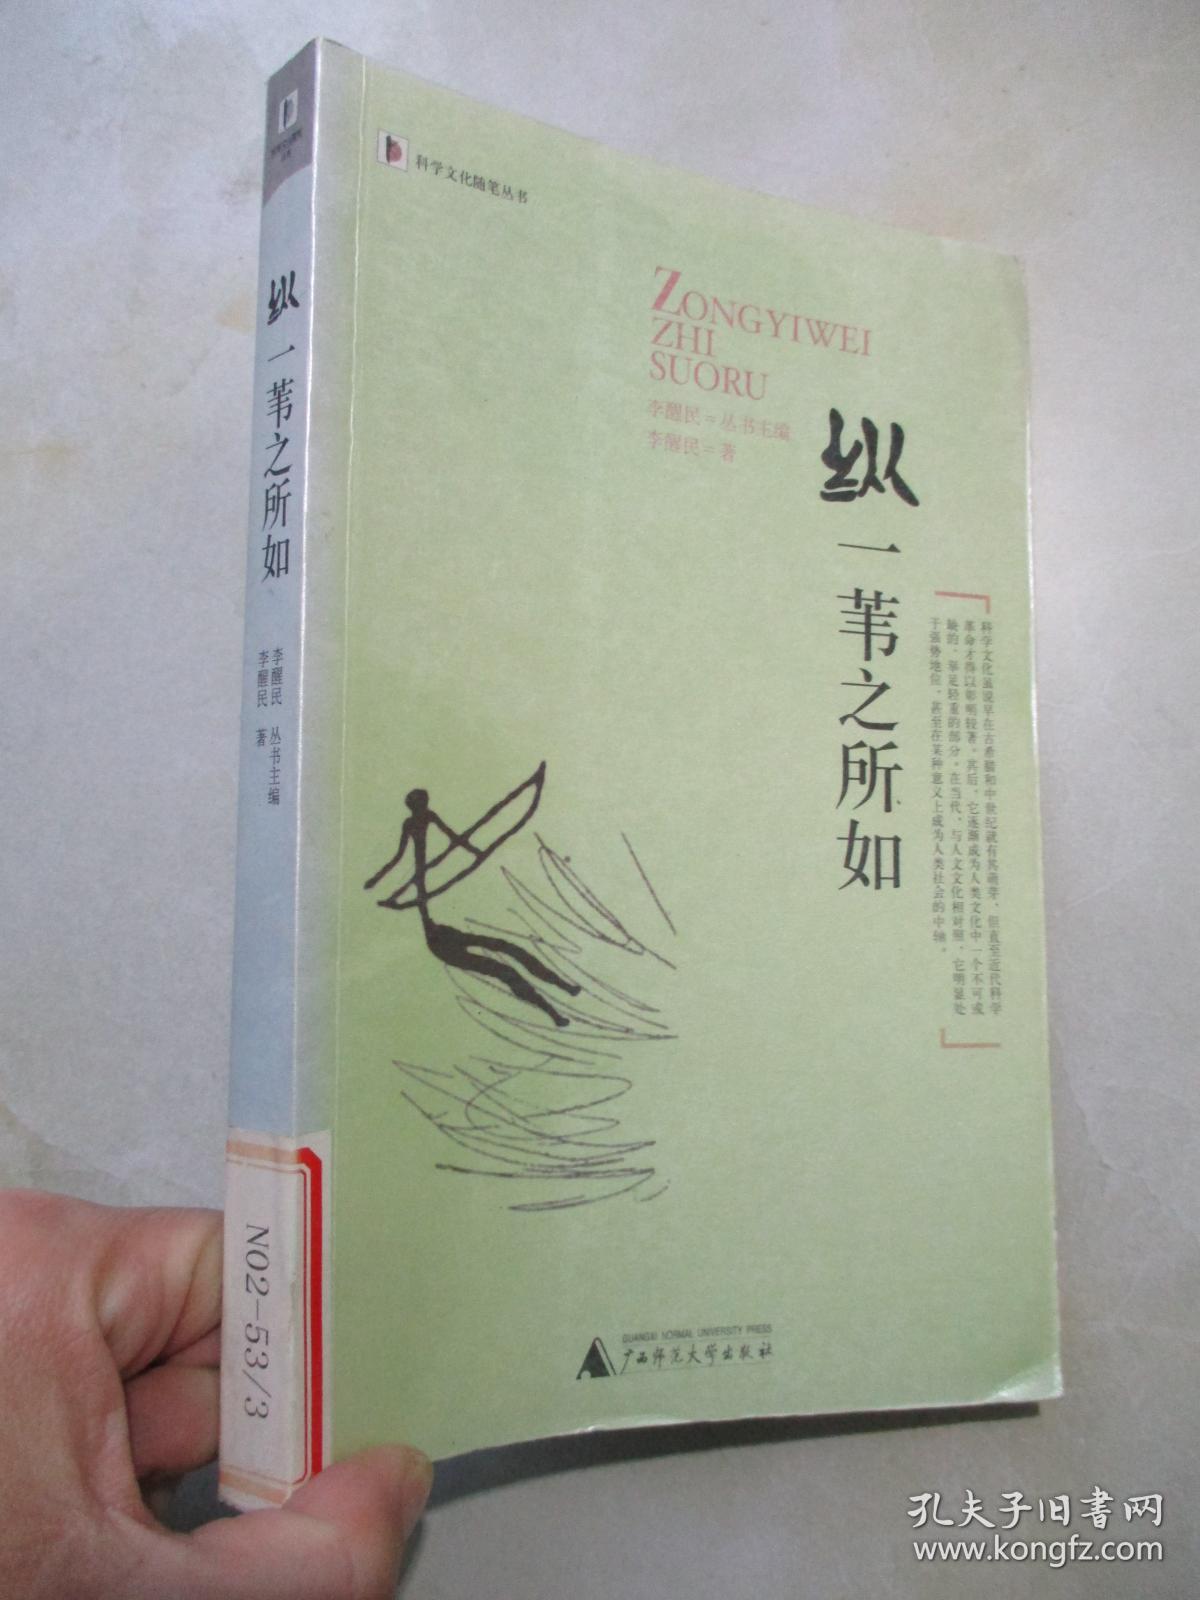 科学文化随笔丛书
ZONGYIWEI
ZHI
SUORU
李醒民=丛书主编
李醒民=著
纵一苇之所如
科学文化虽说早在古希腊和中世纪就有其萌芽，但直至近代科学
革命才得以彰明较著。其后，它逐渐成为人类文化中一个不可或
缺的、举足轻重的部分。在当代，与人文文化相对照，它明显处
于强势地位，甚至在某种意义上成为人类社会的中轴。
GUANGXI NORMAL UNIVERSITY PRESS
广西师范大学出版社
纵一苇之所如
李醒民 丛书主编
李醒民 著
N02-53/3
孔夫子旧书网
www.kongfz.com